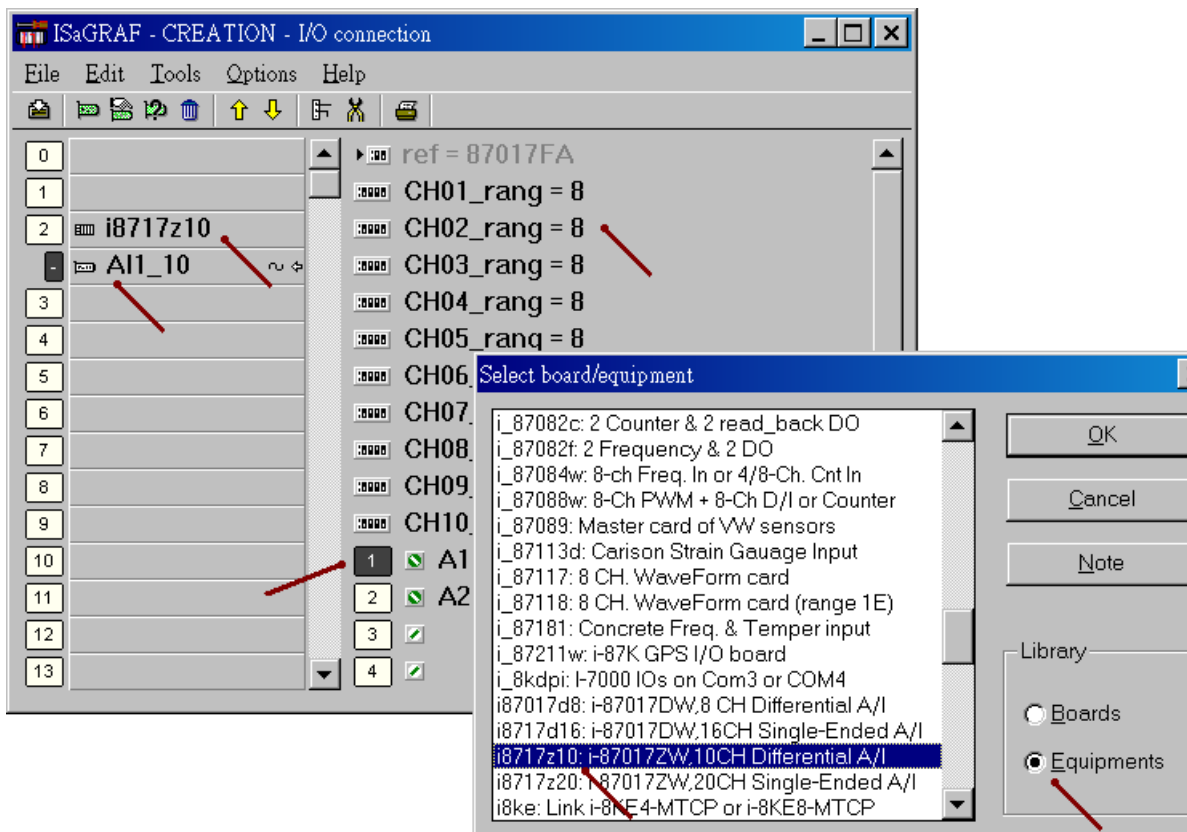 ISaGRAF - CREATION - I/O connection
File Edit Tools Options Help
0
1
2 i8717z10
- AI1_10
3
4
5
6
7
8
9
10
11
12
13
ref = 87017FA
CH01_rang = 8
CH02_rang = 8
CH03_rang = 8
CH04_rang = 8
CH05_rang = 8
CH06_
CH07_
CH08_
CH09_
CH10_
1 A1
2 A2
3
4
Select board/equipment
i_87082c: 2 Counter & 2 read_back DO
i_87082f: 2 Frequency & 2 DO
i_87084w: 8-ch Freq. In or 4/8-Ch. Cnt In
i_87088w: 8-Ch PWM + 8-Ch D/I or Counter
i_87089: Master card of VW sensors
i_87113d: Carison Strain Gauage Input
i_87117: 8 CH. WaveForm card
i_87118: 8 CH. WaveForm card (range 1E)
i_87181: Concrete Freq. & Temper input
i_87211w: i-87K GPS I/O board
i_8kdpi: I-7000 IOs on Com3 or COM4
i87017d8: i-87017DW,8 CH Differential A/I
i8717d16: i-87017DW,16CH Single-Ended A/I
i8717z10: i-87017ZW,10CH Differential A/I
i8717z20: i-87017ZW,20CH Single-Ended A/I
i8ke: Link i-8KE4-MTCP or i-8KE8-MTCP
OK
Cancel
Note
Library
Boards
Equipments